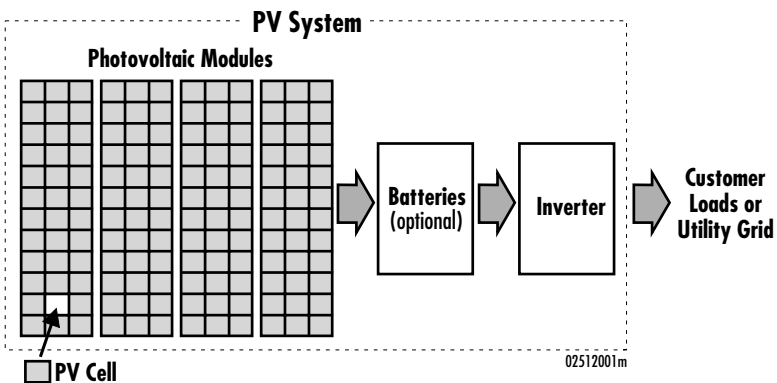 PV System
Photovoltaic Modules
Batteries
(optional)
Inverter
Customer
Loads or
Utility Grid
02512001m
PV Cell